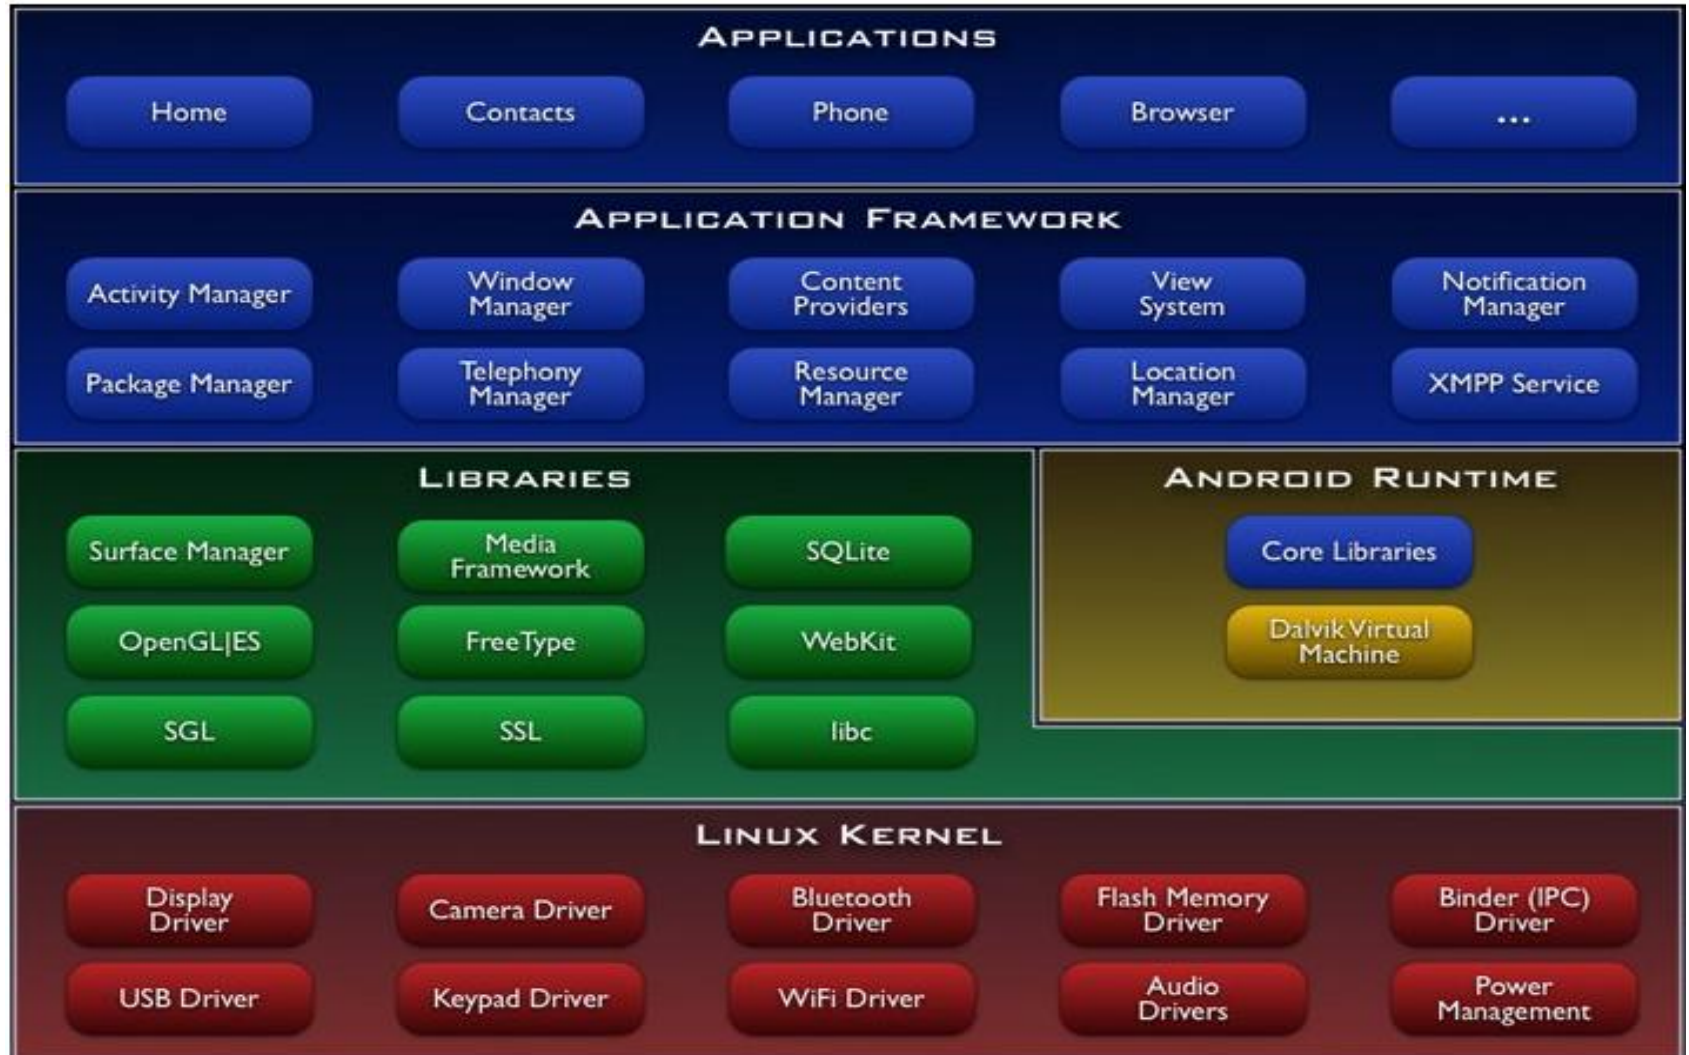 APPLICATIONS
Home
Contacts
Phone
Browser
...
APPLICATION FRAMEWORK
Activity Manager
Window
Manager
Content
Providers
View
System
Notification
Manager
Package Manager
Telephony
Manager
Resource
Manager
Location
Manager
XMPP Service
LIBRARIES
Surface Manager
Media
Framework
SQLite
OpenGL|ES
FreeType
WebKit
SGL
SSL
libc
ANDROID RUNTIME
Core Libraries
Dalvik Virtual
Machine
LINUX KERNEL
Display
Driver
Camera Driver
Bluetooth
Driver
Flash Memory
Driver
Binder (IPC)
Driver
USB Driver
Keypad Driver
WiFi Driver
Audio
Drivers
Power
Management